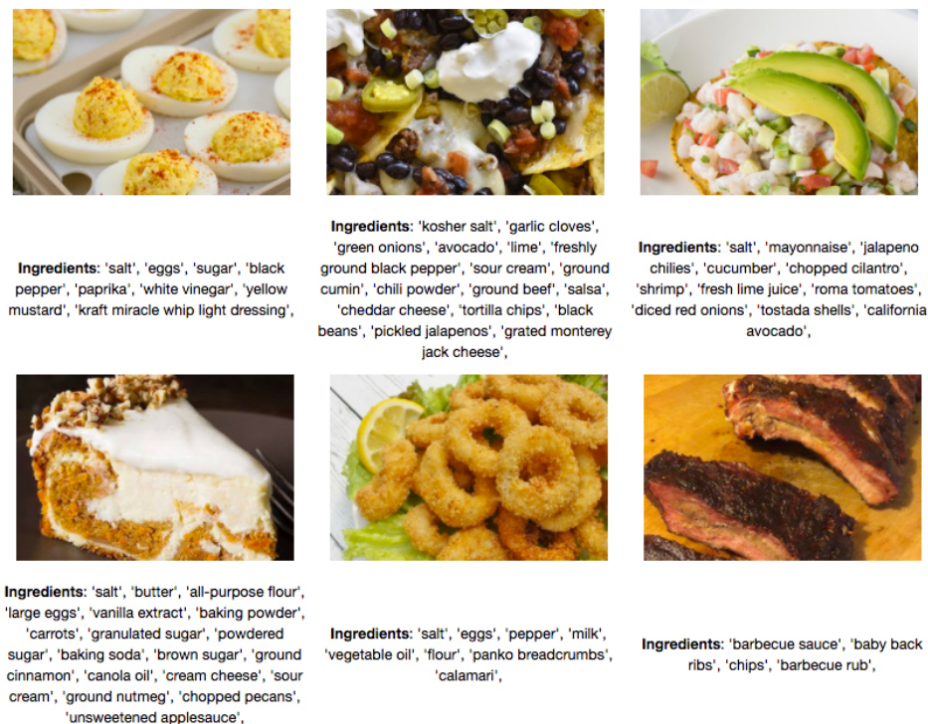 Ingredients: 'salt', 'eggs', 'sugar', 'black
pepper', 'paprika', 'white vinegar', 'yellow
mustard', 'kraft miracle whip light dressing',
Ingredients: 'kosher salt', 'garlic cloves',
'green onions', 'avocado', 'lime', 'freshly
ground black pepper', 'sour cream', 'ground
cumin', 'chili powder', 'ground beef', 'salsa',
'cheddar cheese', 'tortilla chips', 'black
beans', 'pickled jalapenos', 'grated monterey
jack cheese',
Ingredients: 'salt', 'mayonnaise', 'jalapeno
chilies', 'cucumber', 'chopped cilantro',
'shrimp', 'fresh lime juice', 'roma tomatoes',
'diced red onions', 'tostada shells', 'california
avocado',
Ingredients: 'salt', 'butter', 'all-purpose flour',
'large eggs', 'vanilla extract', 'baking powder',
'carrots', 'granulated sugar', 'powdered
sugar', 'baking soda', 'brown sugar', 'ground
cinnamon', 'canola oil', 'cream cheese', 'sour
cream', 'ground nutmeg', 'chopped pecans',
'unsweetened applesauce',
Ingredients: 'salt', 'eggs', 'pepper', 'milk',
'vegetable oil', 'flour', 'panko breadcrumbs',
'calamari',
Ingredients: 'barbecue sauce', 'baby back
ribs', 'chips', 'barbecue rub',